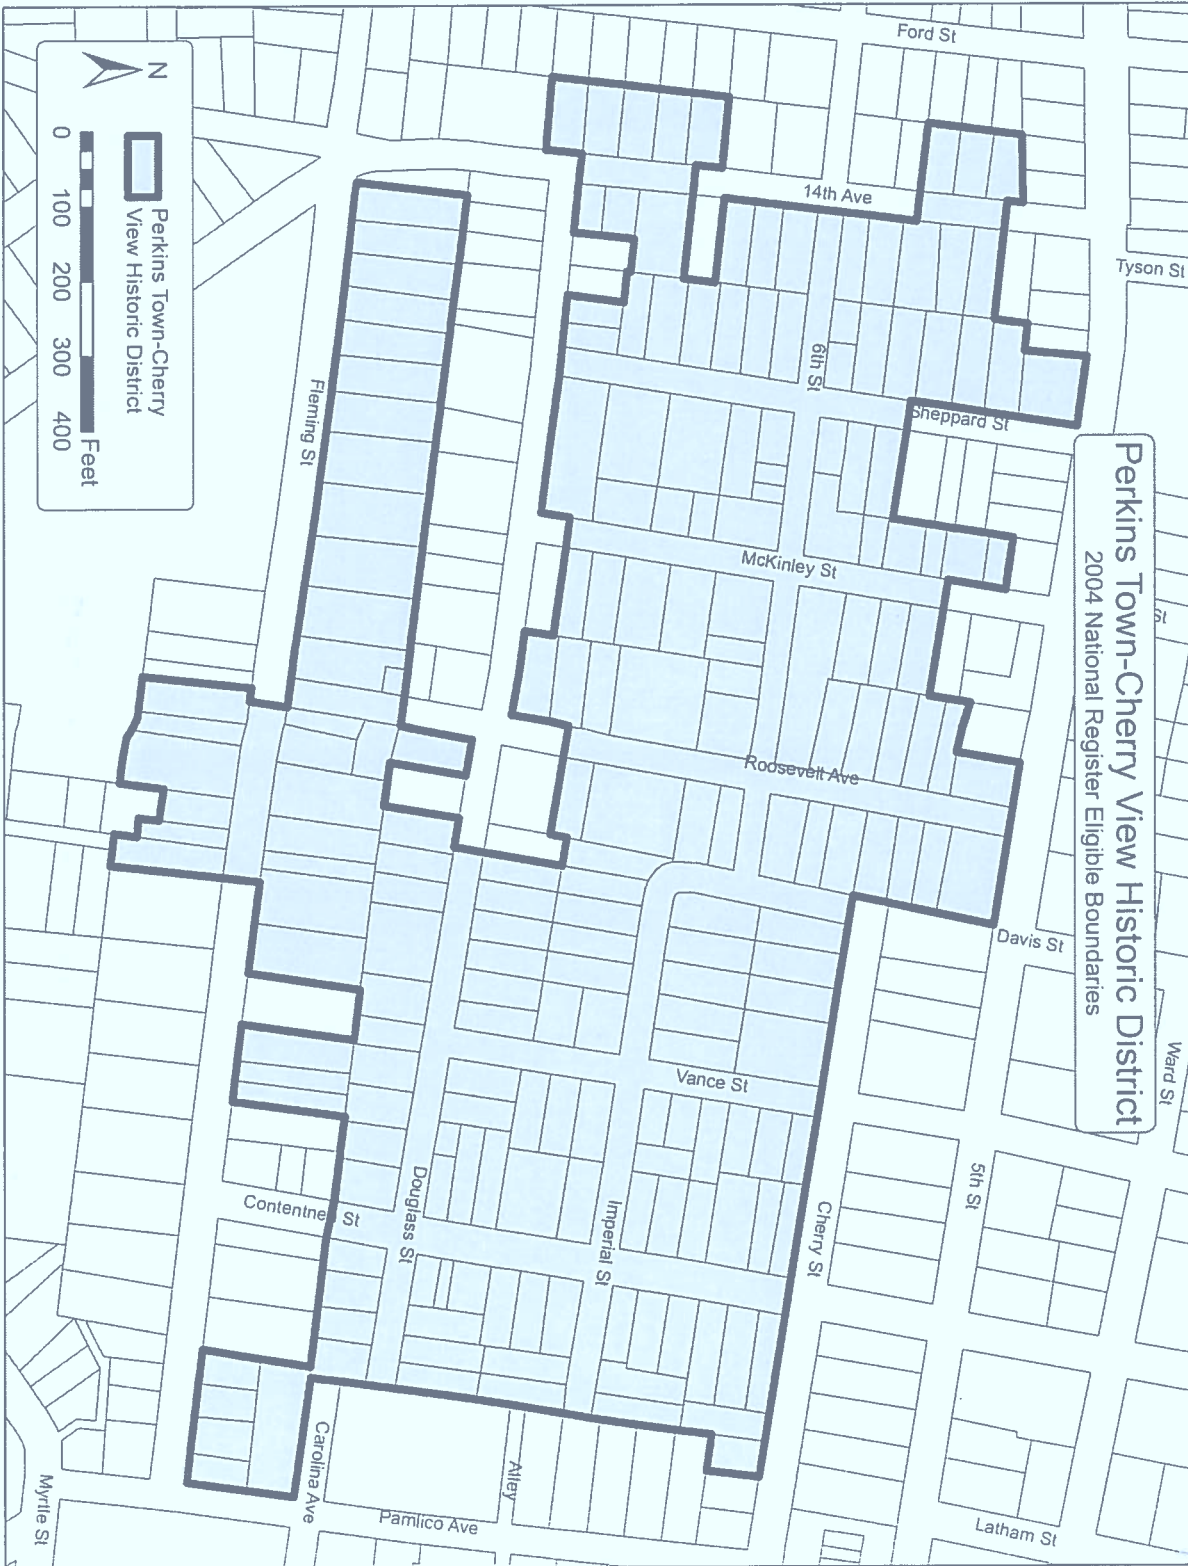 Perkins Town-Cherry View Historic District
2004 National Register Eligible Boundaries
Ford St
14th Ave
Tyson St
6th St
Sheppard St
McKinley St
St
Fleming St
Roosevelt Ave
Davis St
Ward St
Vance St
5th St
Cherry St
Imperial St
Douglass St
Contentnea St
Carolina Ave
Alley
Pamlico Ave
Latham St
Myrtle St
N
Perkins Town-Cherry
View Historic District
0 100 200 300 400
Feet